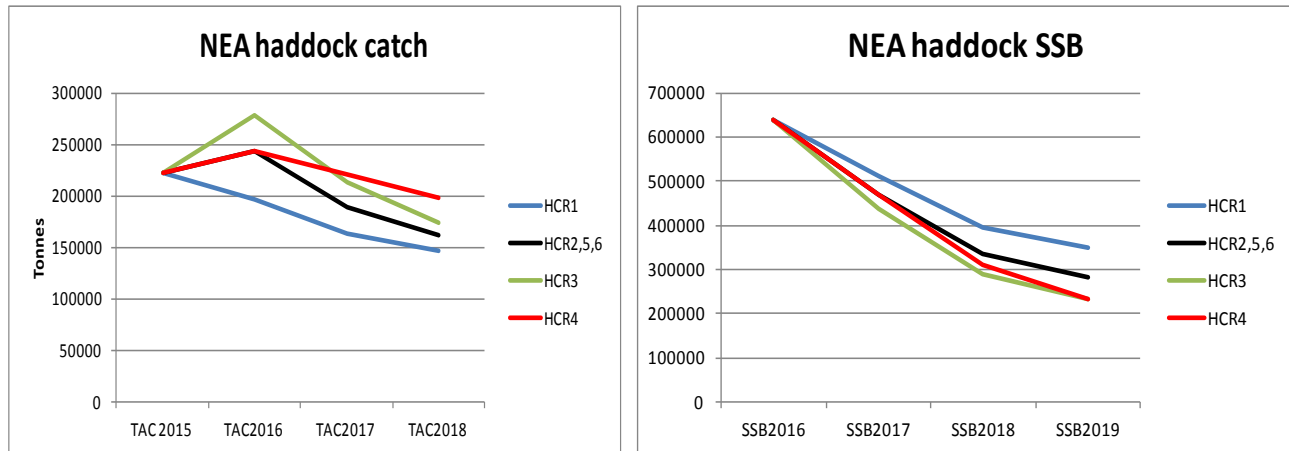 NEA haddock catch
Tonnes
300000
250000
200000
150000
100000
50000
0
TAC 2015 TAC2016 TAC2017 TAC2018
HCR1
HCR2,5,6
HCR3
HCR4
NEA haddock SSB
700000
600000
500000
400000
300000
200000
100000
0
SSB2016 SSB2017 SSB2018 SSB2019
HCR1
HCR2,5,6
HCR3
HCR4